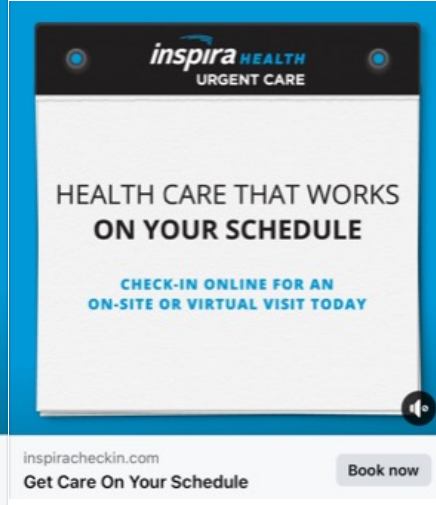 inspira HEALTH
URGENT CARE
HEALTH CARE THAT WORKS
ON YOUR SCHEDULE
CHECK-IN ONLINE FOR AN
ON-SITE OR VIRTUAL VISIT TODAY
inspiracheckin.com
Get Care On Your Schedule
Book now